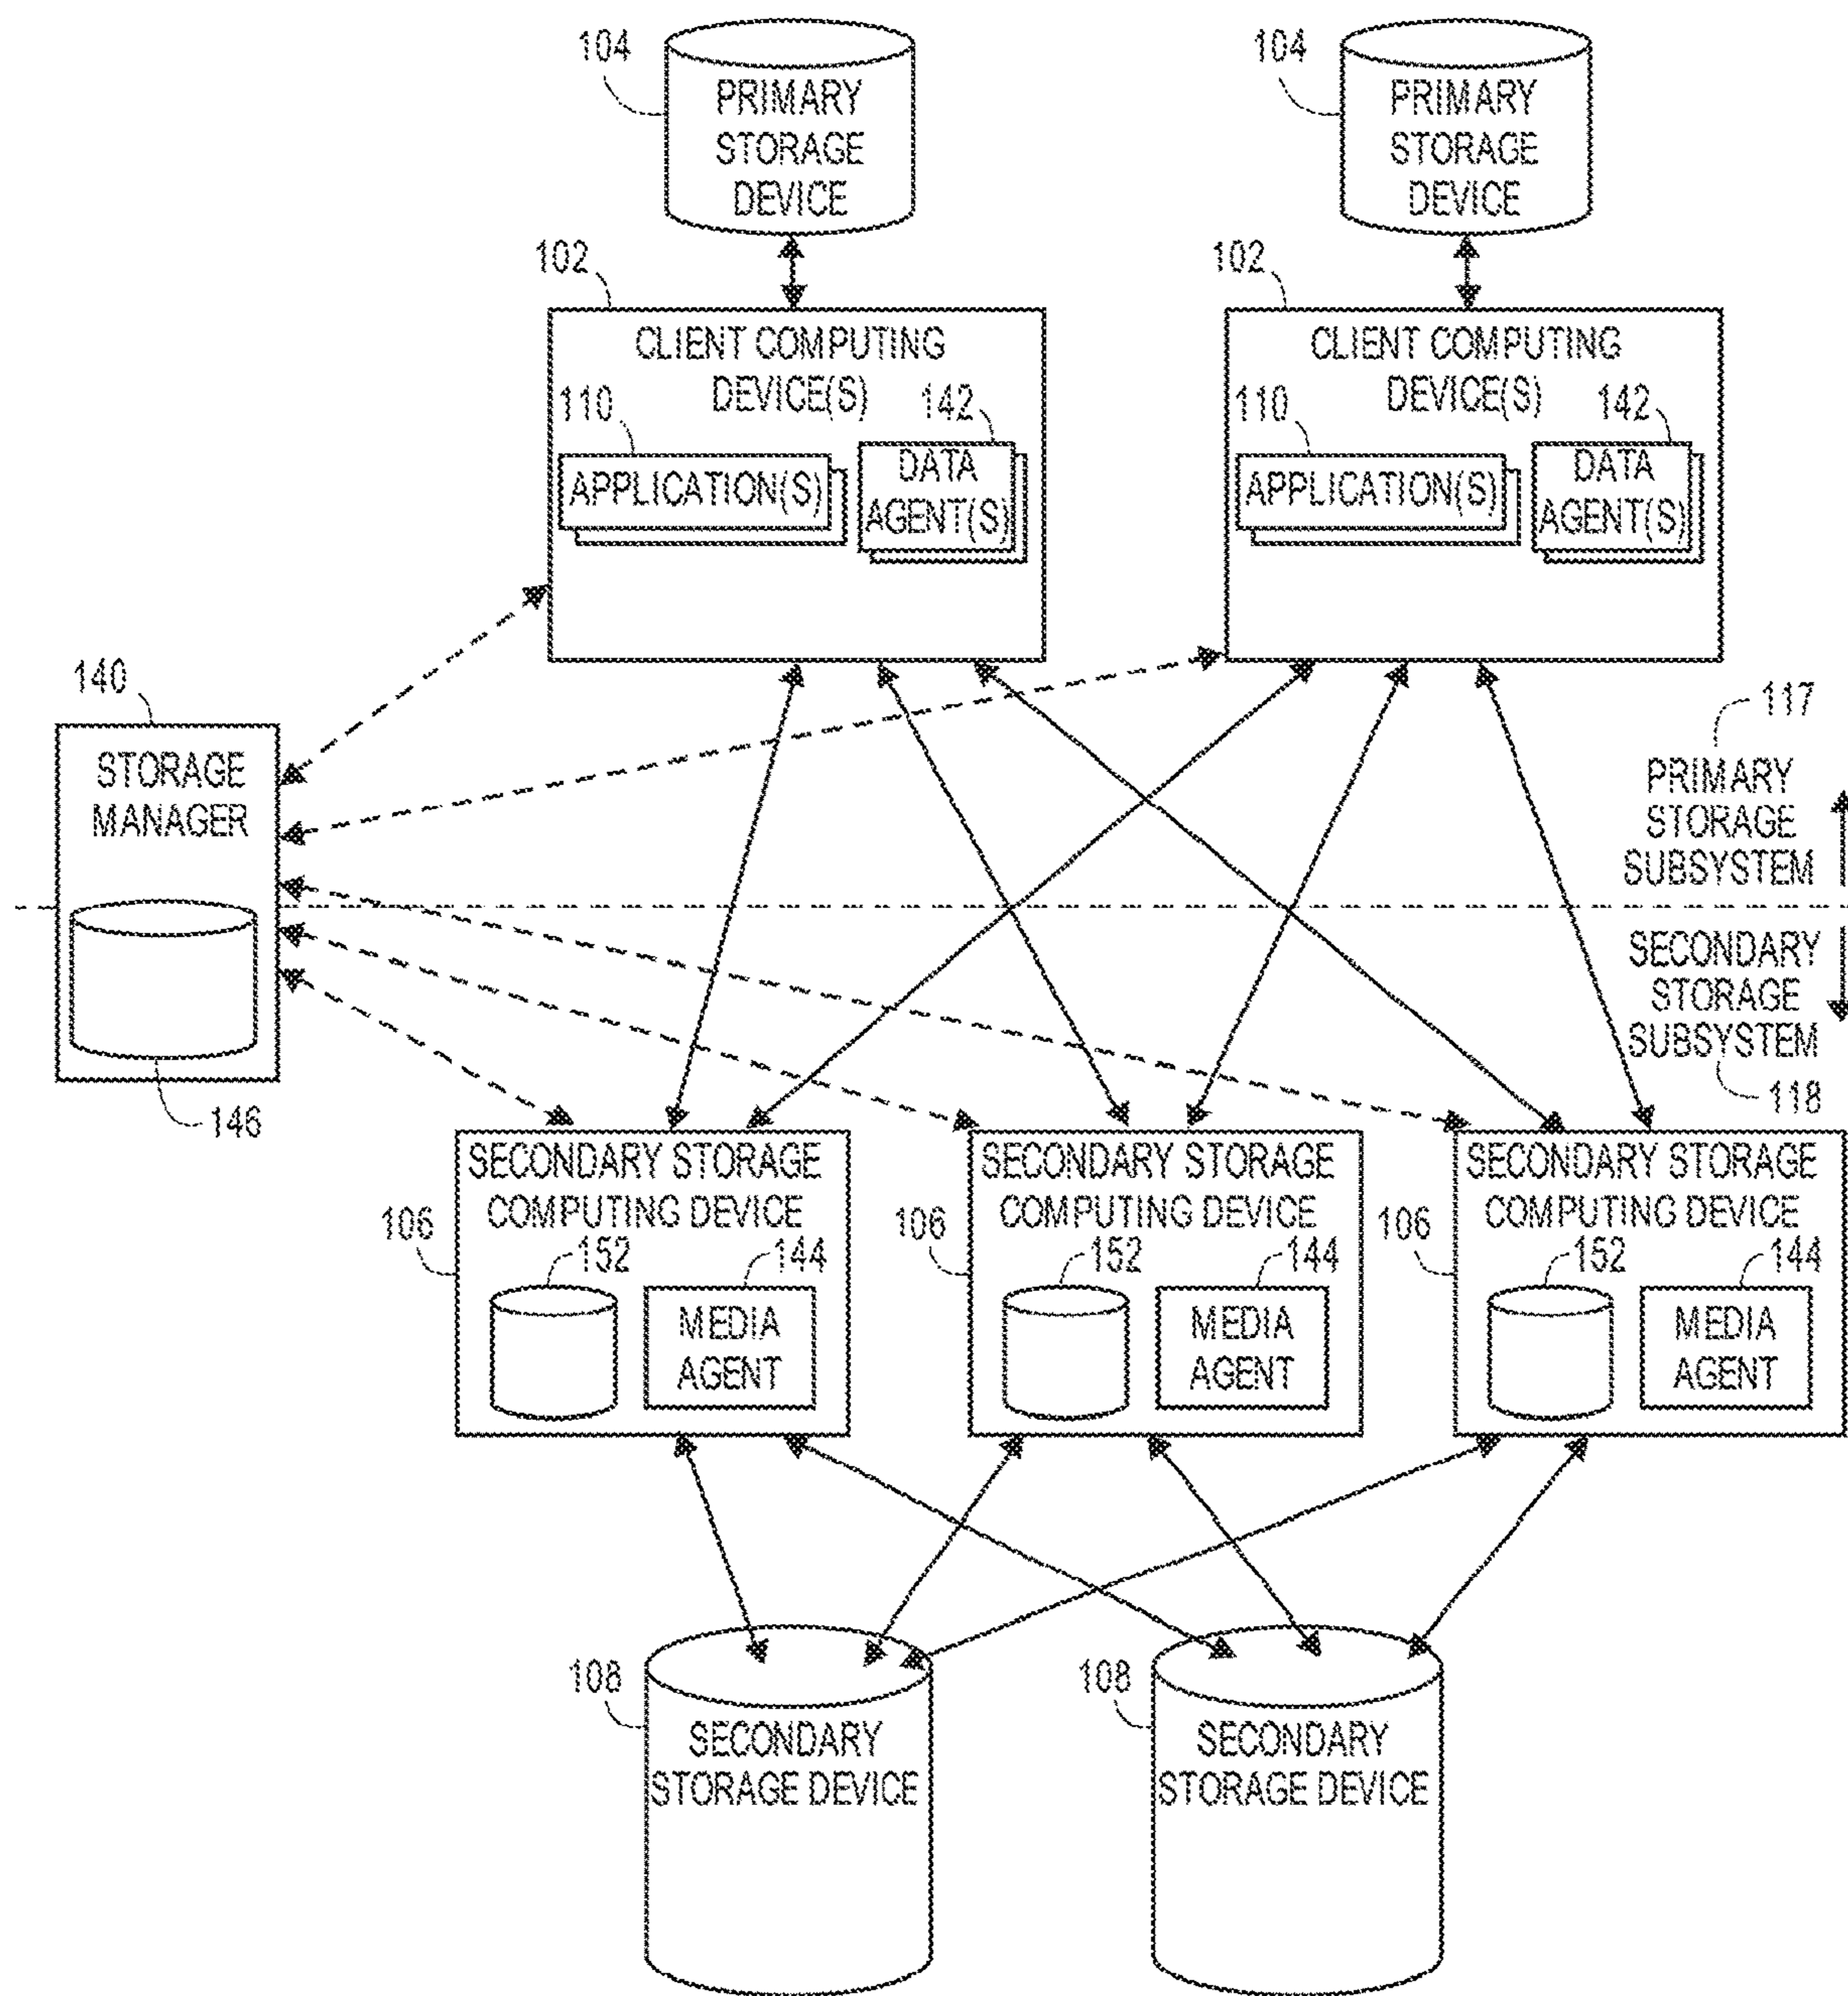 104
PRIMARY
STORAGE
DEVICE
104
PRIMARY
STORAGE
DEVICE
102
CLIENT COMPUTING
DEVICE(S)
110
142
APPLICATION(S)
DATA
AGENT(S)
102
CLIENT COMPUTING
DEVICE(S)
110
142
APPLICATION(S)
DATA
AGENT(S)
140
STORAGE
MANAGER
146
117
PRIMARY
STORAGE
SUBSYSTEM
SECONDARY
STORAGE
SUBSYSTEM
118
106
SECONDARY STORAGE
COMPUTING DEVICE
152
144
MEDIA
AGENT
106
SECONDARY STORAGE
COMPUTING DEVICE
152
144
MEDIA
AGENT
106
SECONDARY STORAGE
COMPUTING DEVICE
152
144
MEDIA
AGENT
108
SECONDARY
STORAGE DEVICE
108
SECONDARY
STORAGE DEVICE